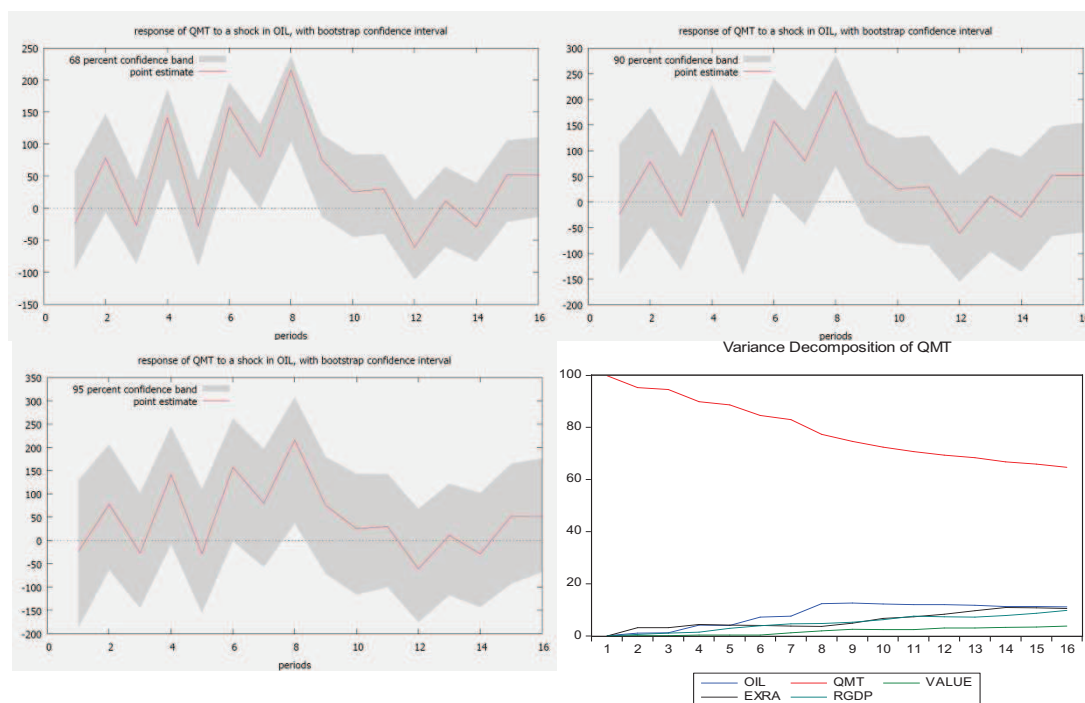 response of QMT to a shock in OIL, with bootstrap confidence interval
250
200
150
100
50
0
-50
-100
-150
68 percent confidence band
point estimate
0 2 4 6 8 10 12 14 16
periods
response of QMT to a shock in OIL, with bootstrap confidence interval
300
250
200
150
100
50
0
-50
-100
-150
-200
90 percent confidence band
point estimate
0 2 4 6 8 10 12 14 16
periods
response of QMT to a shock in OIL, with bootstrap confidence interval
350
300
250
200
150
100
50
0
-50
-100
-150
-200
95 percent confidence band
point estimate
0 2 4 6 8 10 12 14 16
periods
Variance Decomposition of QMT
100
80
60
40
20
0
1 2 3 4 5 6 7 8 9 10 11 12 13 14 15 16
OIL QMT VALUE
EXRA RGDP